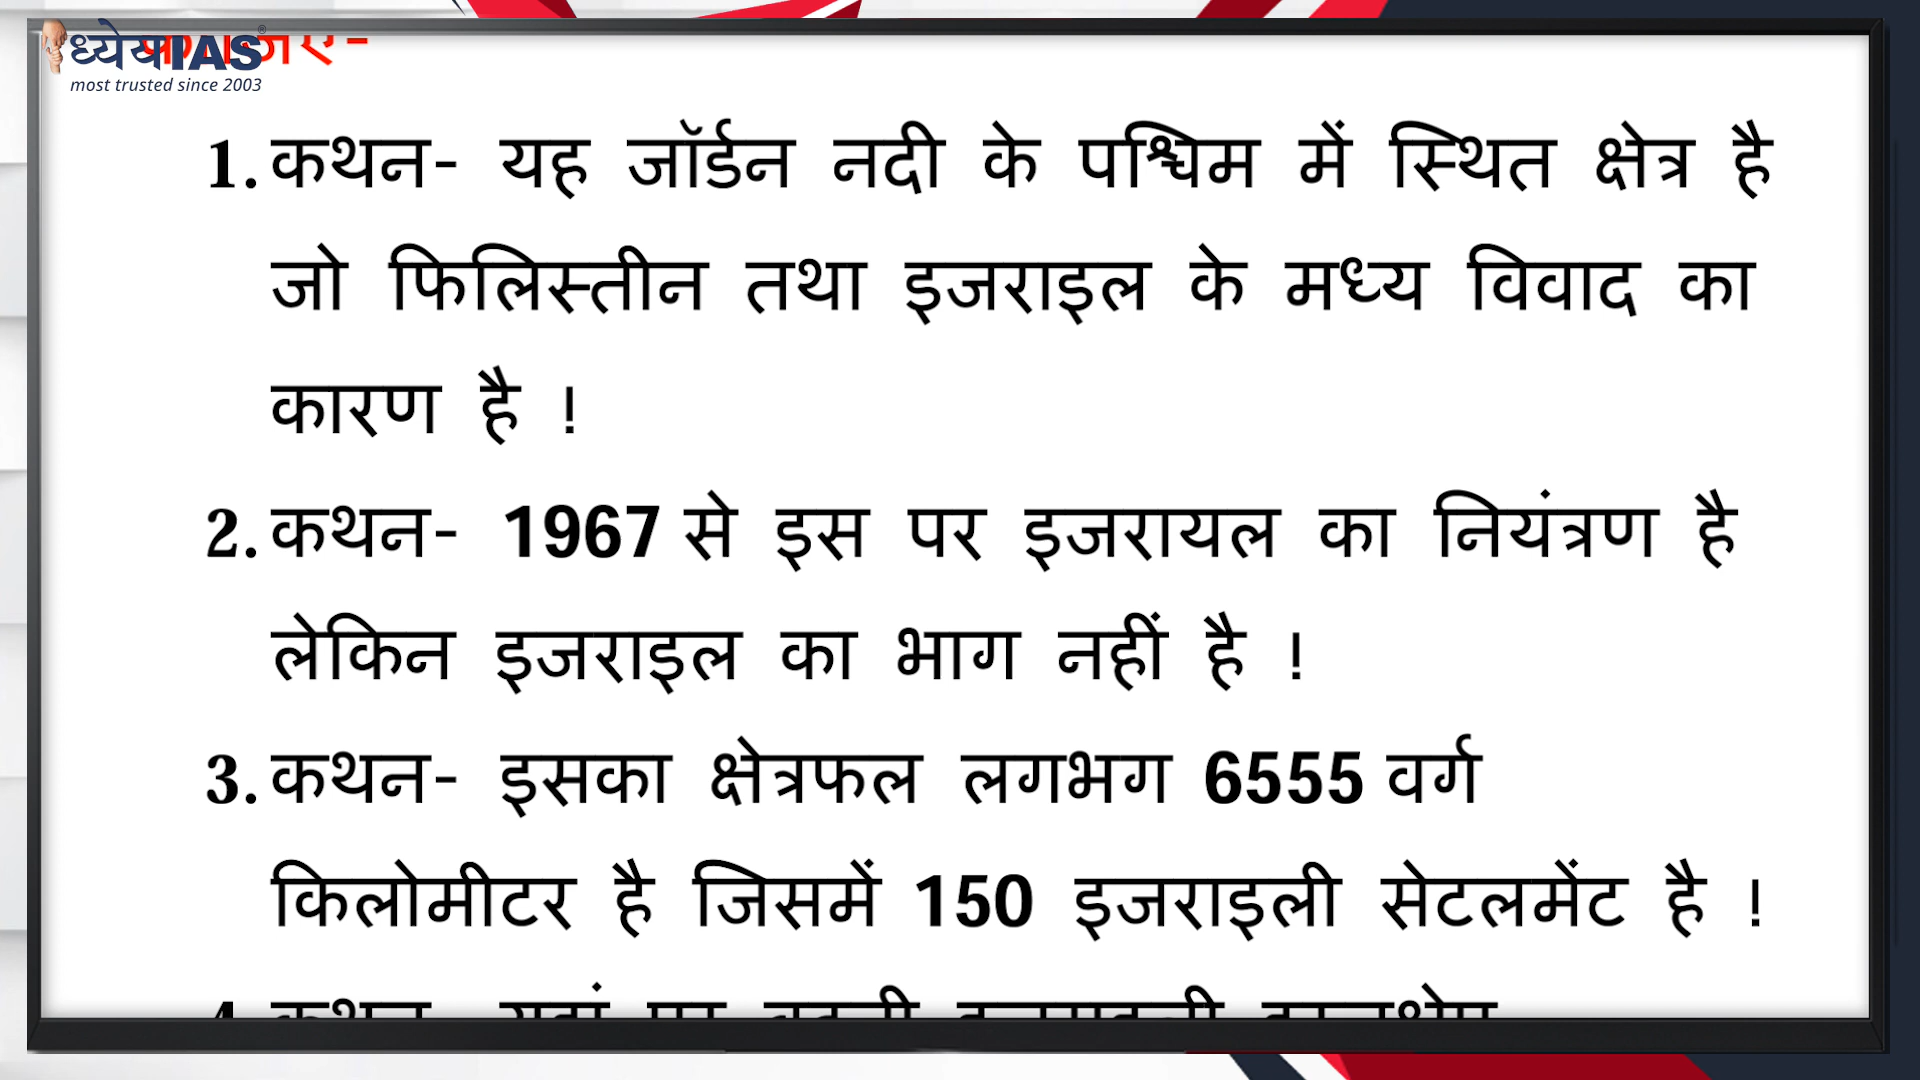 ध्येयIAS
most trusted since 2003
1. कथन- यह जॉर्डन नदी के पश्चिम में स्थित क्षेत्र है
जो फिलिस्तीन तथा इजराइल के मध्य विवाद का
कारण है !
2. कथन- 1967 से इस पर इजरायल का नियंत्रण है
लेकिन इजराइल का भाग नहीं है !
3. कथन- इसका क्षेत्रफल लगभग 6555 वर्ग
किलोमीटर है जिसमें 150 इजराइली सेटलमेंट है !